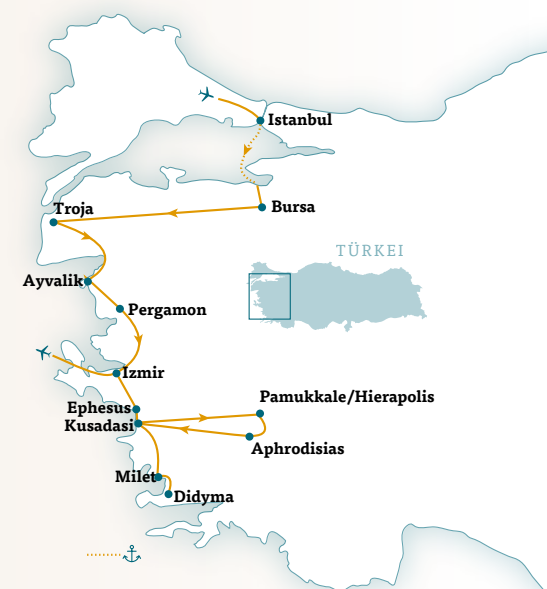 Istanbul
Troja
Bursa
TÜRKEI
Ayvalik
Pergamon
Izmir
Pamukkale/Hierapolis
Ephesus
Kusadasi
Aphrodisias
Milet
Didyma